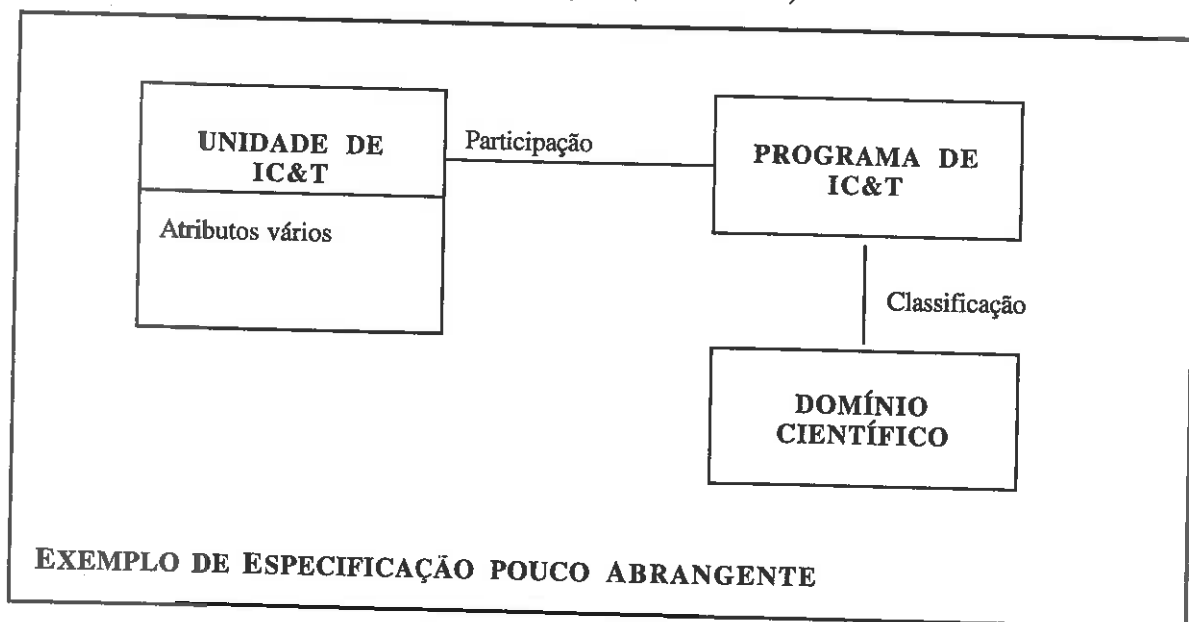 UNIDADE DE
IC&T
Atributos vários
Participação
PROGRAMA DE
IC&T
Classificação
DOMÍNIO
CIENTÍFICO
EXEMPLO DE ESPECIFICAÇÃO POUCO ABRANGENTE